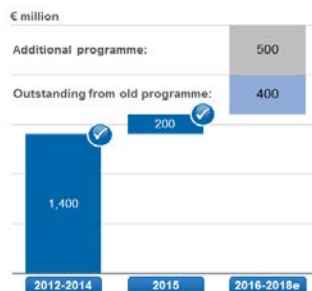 € million
Additional programme: 500
Outstanding from old programme: 400
200
1,400
2012-2014 2015 2016-2018e